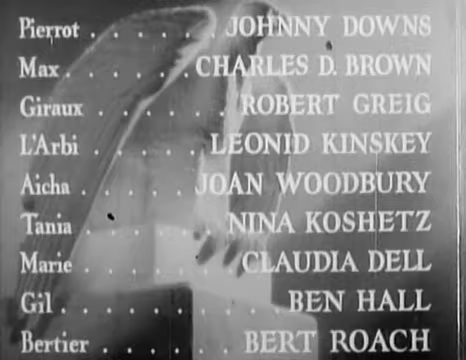 Pierrot . . . . . . JOHNNY DOWNS
Max . . . . . . CHARLES D. BROWN
Giraux . . . . . . ROBERT GREIG
L'Arbi . . . . . LEONID KINSKEY
Aicha . . . . . JOAN WOODBURY
Tania . . . . . . NINA KOSHETZ
Marie . . . . . . CLAUDIA DELL
Gil . . . . . . . . . . BEN HALL
Bertier . . . . . . BERT ROACH